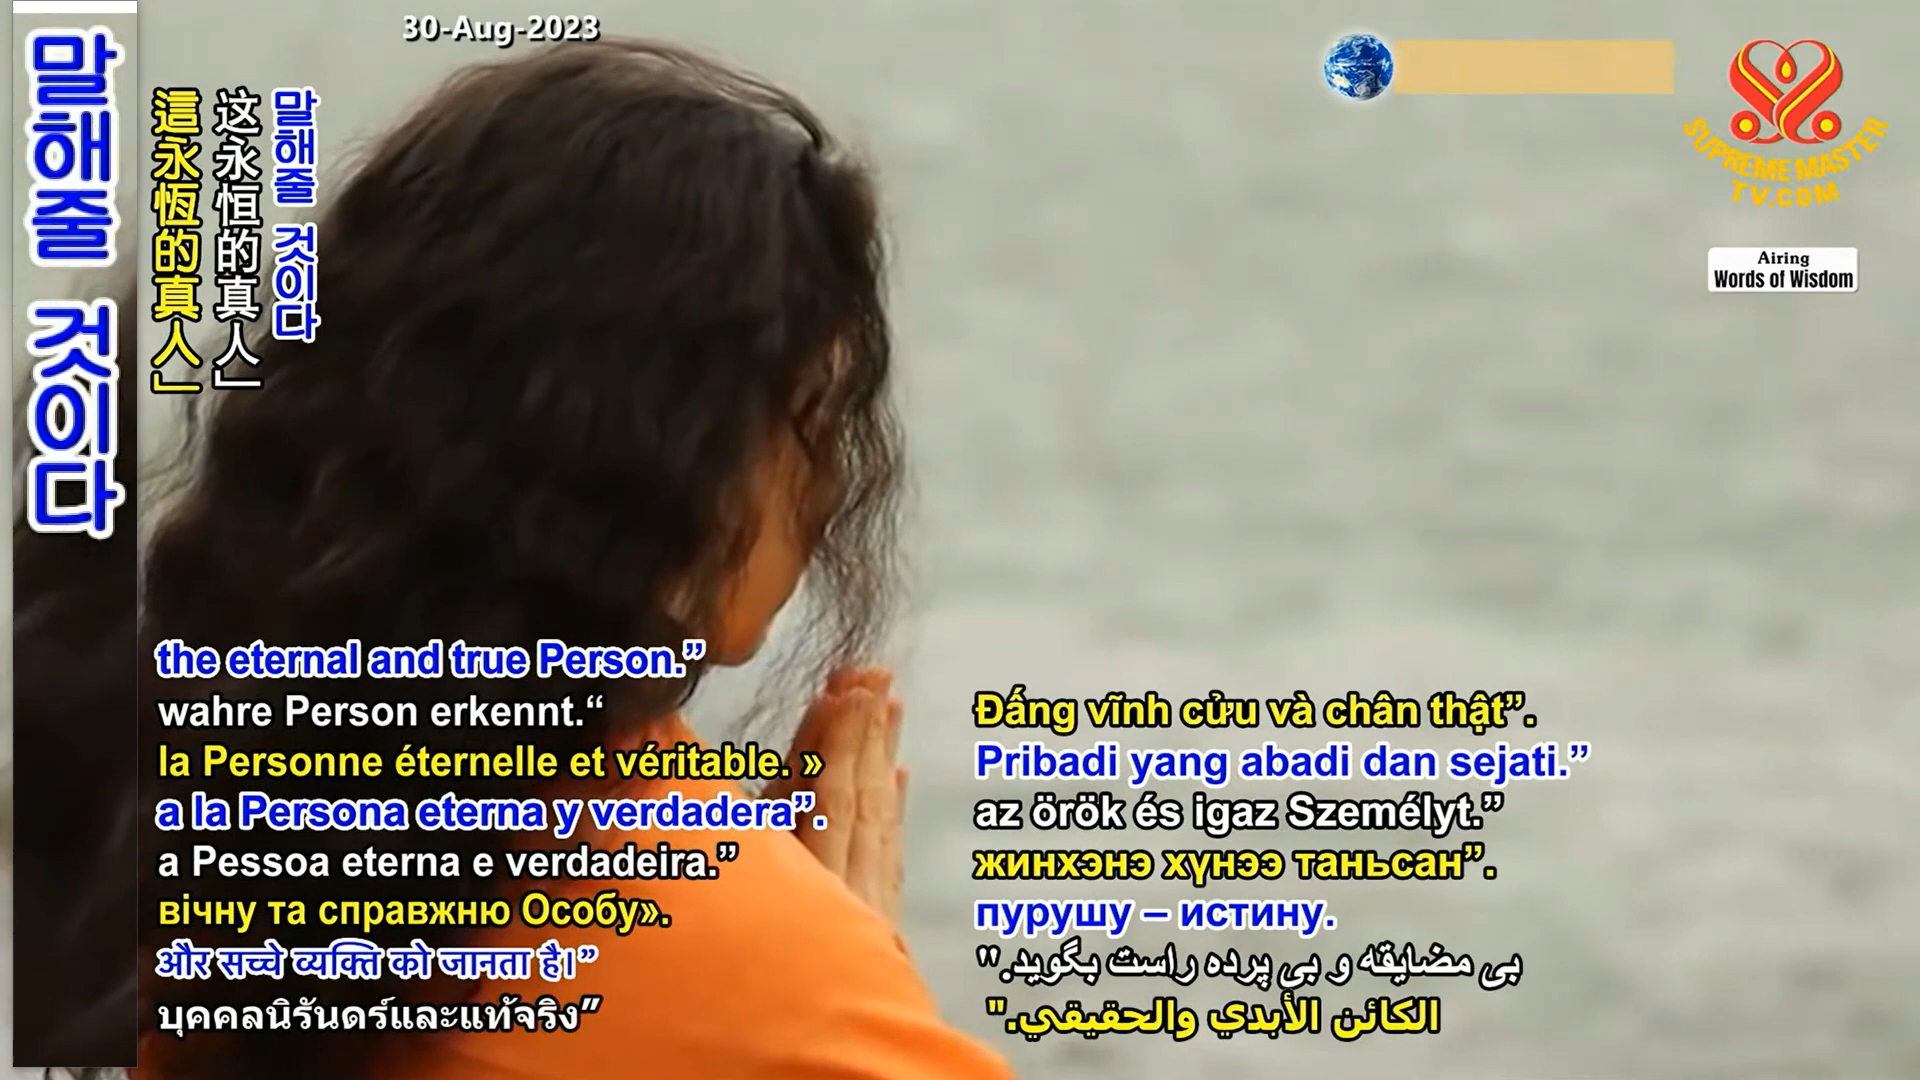 30-Aug-2023
말해줄 것이다
這永恆的真人」
这永恒的真人」
말해줄 것이다
SUPREME MASTER
TV.COM
Airing
Words of Wisdom
the eternal and true Person.”
wahre Person erkennt.“
la Personne éternelle et véritable. »
a la Persona eterna y verdadera”.
a Pessoa eterna e verdadeira.”
вічну та справжню Особу».
और सच्चे व्यक्ति को जानता है।”
บุคคลนิรันดร์และแท้จริง”
Đấng vĩnh cửu và chân thật”.
Pribadi yang abadi dan sejati.”
az örök és igaz Személyt.”
жинхэнэ хүнээ таньсан”.
пурушу – истину.
بی مضایقه و بی پرده راست بگوید."
الكائن الأبدي والحقيقي."